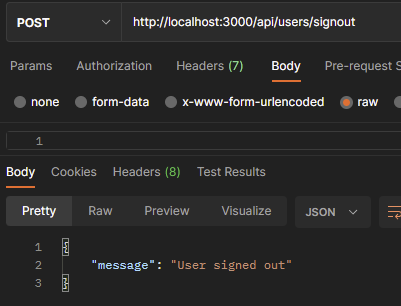 POST http://localhost:3000/api/users/signout
Params Authorization Headers (7) Body Pre-request S
none form-data x-www-form-urlencoded raw
1
Body Cookies Headers (8) Test Results
Pretty Raw Preview Visualize JSON
1 {
2 "message": "User signed out"
3 }